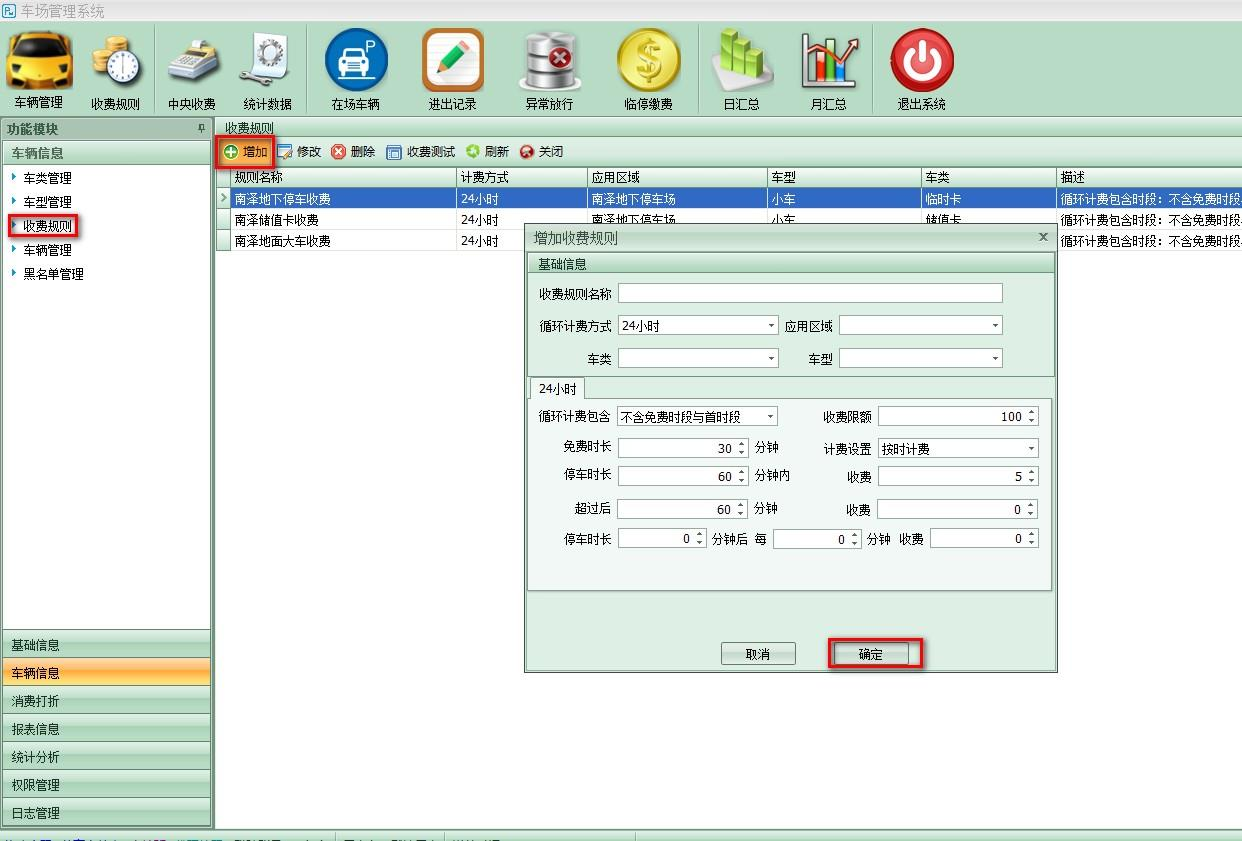 车场管理系统
车辆管理 收费规则 中央收费 统计数据 在场车辆 进出记录 异常放行 临停缴费 日汇总 月汇总 退出系统
功能模块
车辆信息
车类管理
车型管理
收费规则
车辆管理
黑名单管理
基础信息
车辆信息
消费打折
报表信息
统计分析
权限管理
日志管理
收费规则
增加 修改 删除 收费测试 刷新 关闭
规则名称 计费方式 应用区域 车型 车类 描述
南泽地下停车收费 24小时 南泽地下停车场 小车 临时卡 循环计费包含时段：不含免费时段
南泽储值卡收费 24小时 南泽地下停车场 小车 储值卡 循环计费包含时段：不含免费时段
南泽地面大车收费 24小时 循环计费包含时段：不含免费时段
增加收费规则
基础信息
收费规则名称
循环计费方式 24小时 应用区域
车类 车型
24小时
循环计费包含 不含免费时段与首时段 收费限额 100
免费时长 30 分钟 计费设置 按时计费
停车时长 60 分钟内 收费 5
超过后 60 分钟 收费 0
停车时长 0 分钟后 每 0 分钟 收费 0
取消 确定